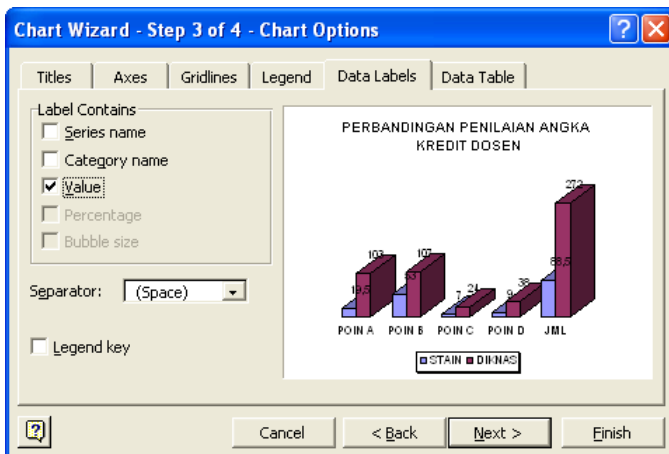 Chart Wizard - Step 3 of 4 - Chart Options
Titles Axes Gridlines Legend Data Labels Data Table
Label Contains
Series name
Category name
Value
Percentage
Bubble size
Separator: (Space)
Legend key
PERBANDINGAN PENILAIAN ANGKA
KREDIT DOSEN
273
103 107 88,5
19,5 24 38
7 9
POIN A POIN B POIN C POIN D JML
STAIN DIKNAS
Cancel < Back Next > Finish